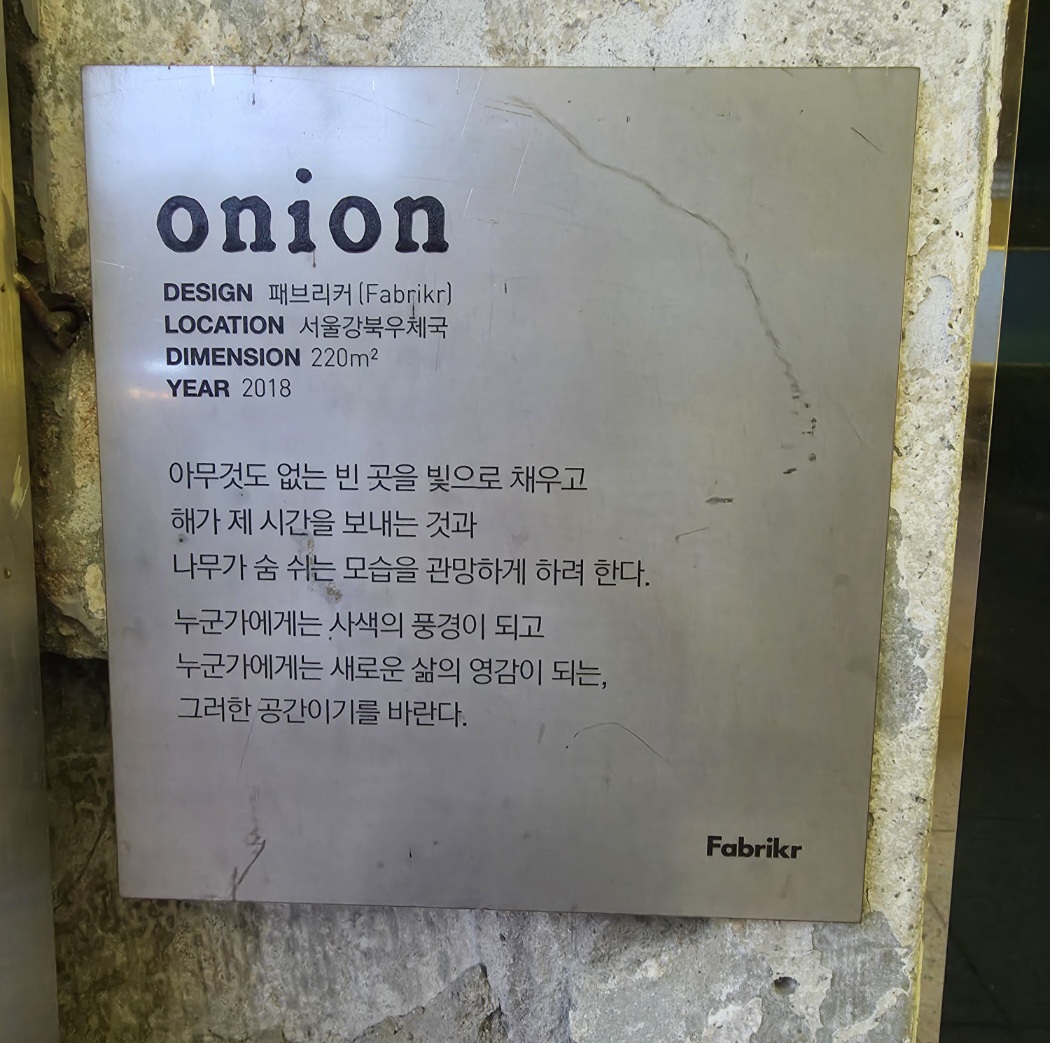 onion
DESIGN 패브리커 (Fabrikr)
LOCATION 서울강북우체국
DIMENSION 220m²
YEAR 2018
아무것도 없는 빈 곳을 빛으로 채우고
해가 제 시간을 보내는 것과
나무가 숨 쉬는 모습을 관망하게 하려 한다.
누군가에게는 사색의 풍경이 되고
누군가에게는 새로운 삶의 영감이 되는,
그러한 공간이기를 바란다.
Fabrikr